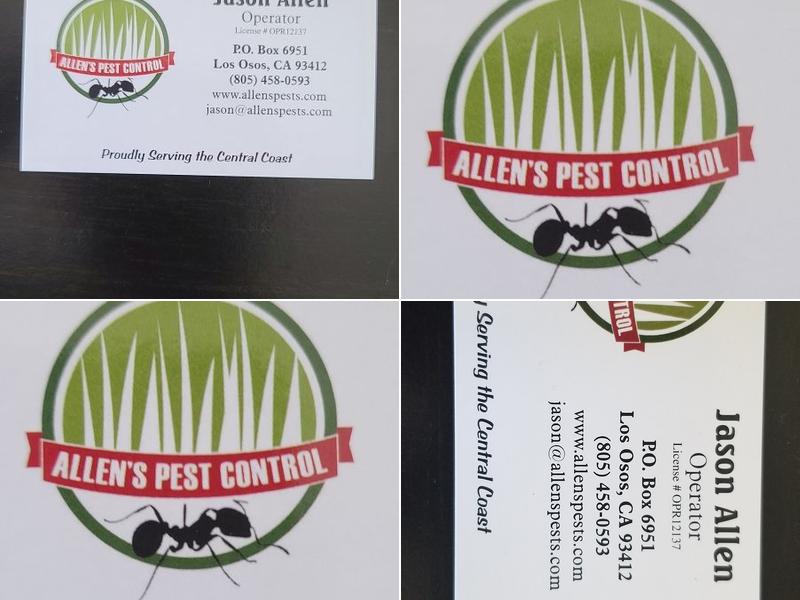 Jason Allen
Operator
License # OPR12137
P.O. Box 6951
Los Osos, CA 93412
(805) 458-0593
www.allenspests.com
jason@allenspests.com
ALLEN'S PEST CONTROL
Proudly Serving the Central Coast
ALLEN'S PEST CONTROL
ALLEN'S PEST CONTROL
Jason Allen
Operator
License # OPR12137
P.O. Box 6951
Los Osos, CA 93412
(805) 458-0593
www.allenspests.com
jason@allenspests.com
TROL
y Serving the Central Coast